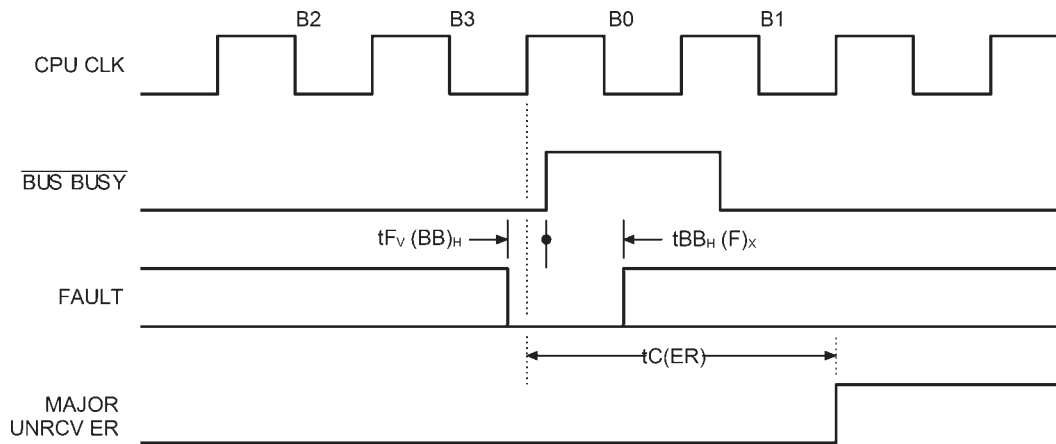 B2 B3 B0 B1
CPU CLK
BUS BUSY
tFV (BB)H
tBBH (F)X
FAULT
tC(ER)
MAJOR
UNRCV ER